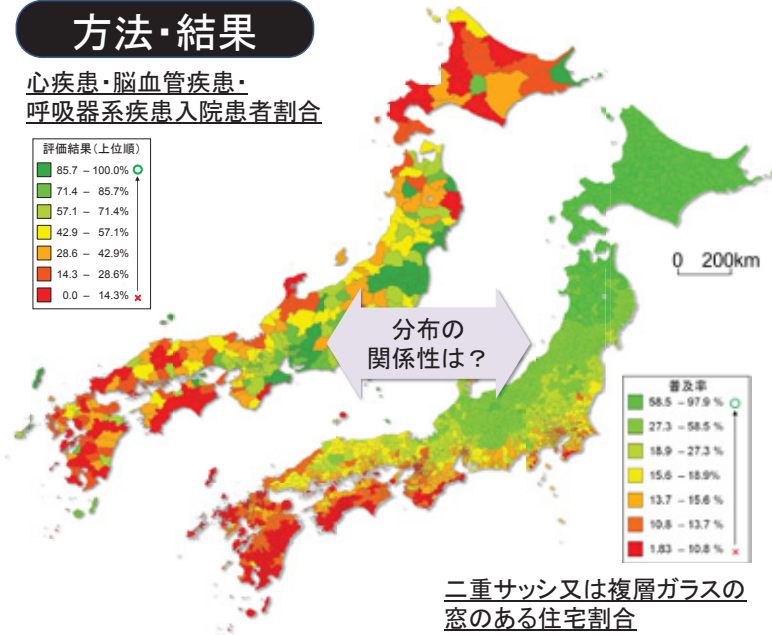 方法・結果
心疾患・脳血管疾患・
呼吸器系疾患入院患者割合
評価結果(上位順)
85.7 – 100.0%
71.4 – 85.7%
57.1 – 71.4%
42.9 – 57.1%
28.6 – 42.9%
14.3 – 28.6%
0.0 – 14.3%
0 200km
分布の
関係性は？
普及率
58.5 – 97.9 %
27.3 – 58.5 %
18.9 – 27.3 %
15.6 – 18.9%
13.7 – 15.6 %
10.8 – 13.7 %
1.83 – 10.8 %
二重サッシ又は複層ガラスの
窓のある住宅割合